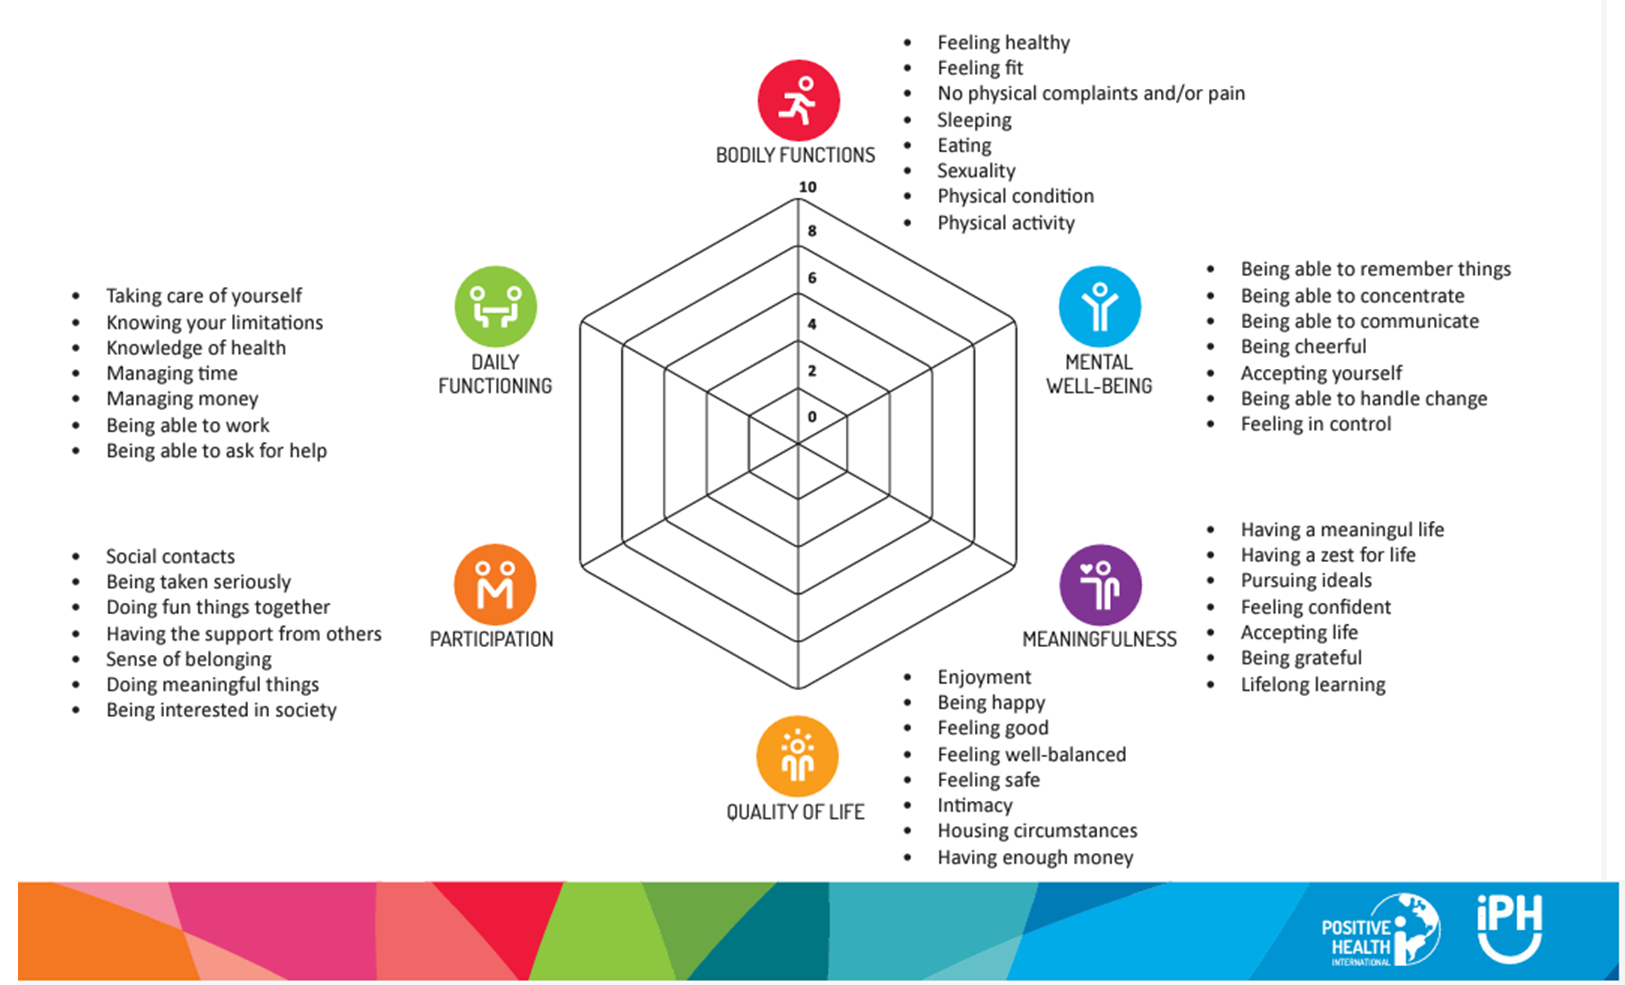 • Feeling healthy
• Feeling fit
• No physical complaints and/or pain
• Sleeping
• Eating
• Sexuality
• Physical condition
• Physical activity
BODILY FUNCTIONS
10
8
6
4
2
0
• Taking care of yourself
• Knowing your limitations
• Knowledge of health
• Managing time
• Managing money
• Being able to work
• Being able to ask for help
DAILY
FUNCTIONING
MENTAL
WELL-BEING
• Being able to remember things
• Being able to concentrate
• Being able to communicate
• Being cheerful
• Accepting yourself
• Being able to handle change
• Feeling in control
• Social contacts
• Being taken seriously
• Doing fun things together
• Having the support from others
• Sense of belonging
• Doing meaningful things
• Being interested in society
PARTICIPATION
MEANINGFULNESS
• Having a meaningul life
• Having a zest for life
• Pursuing ideals
• Feeling confident
• Accepting life
• Being grateful
• Lifelong learning
QUALITY OF LIFE
• Enjoyment
• Being happy
• Feeling good
• Feeling well-balanced
• Feeling safe
• Intimacy
• Housing circumstances
• Having enough money
POSITIVE
HEALTH
INTERNATIONAL
iPH